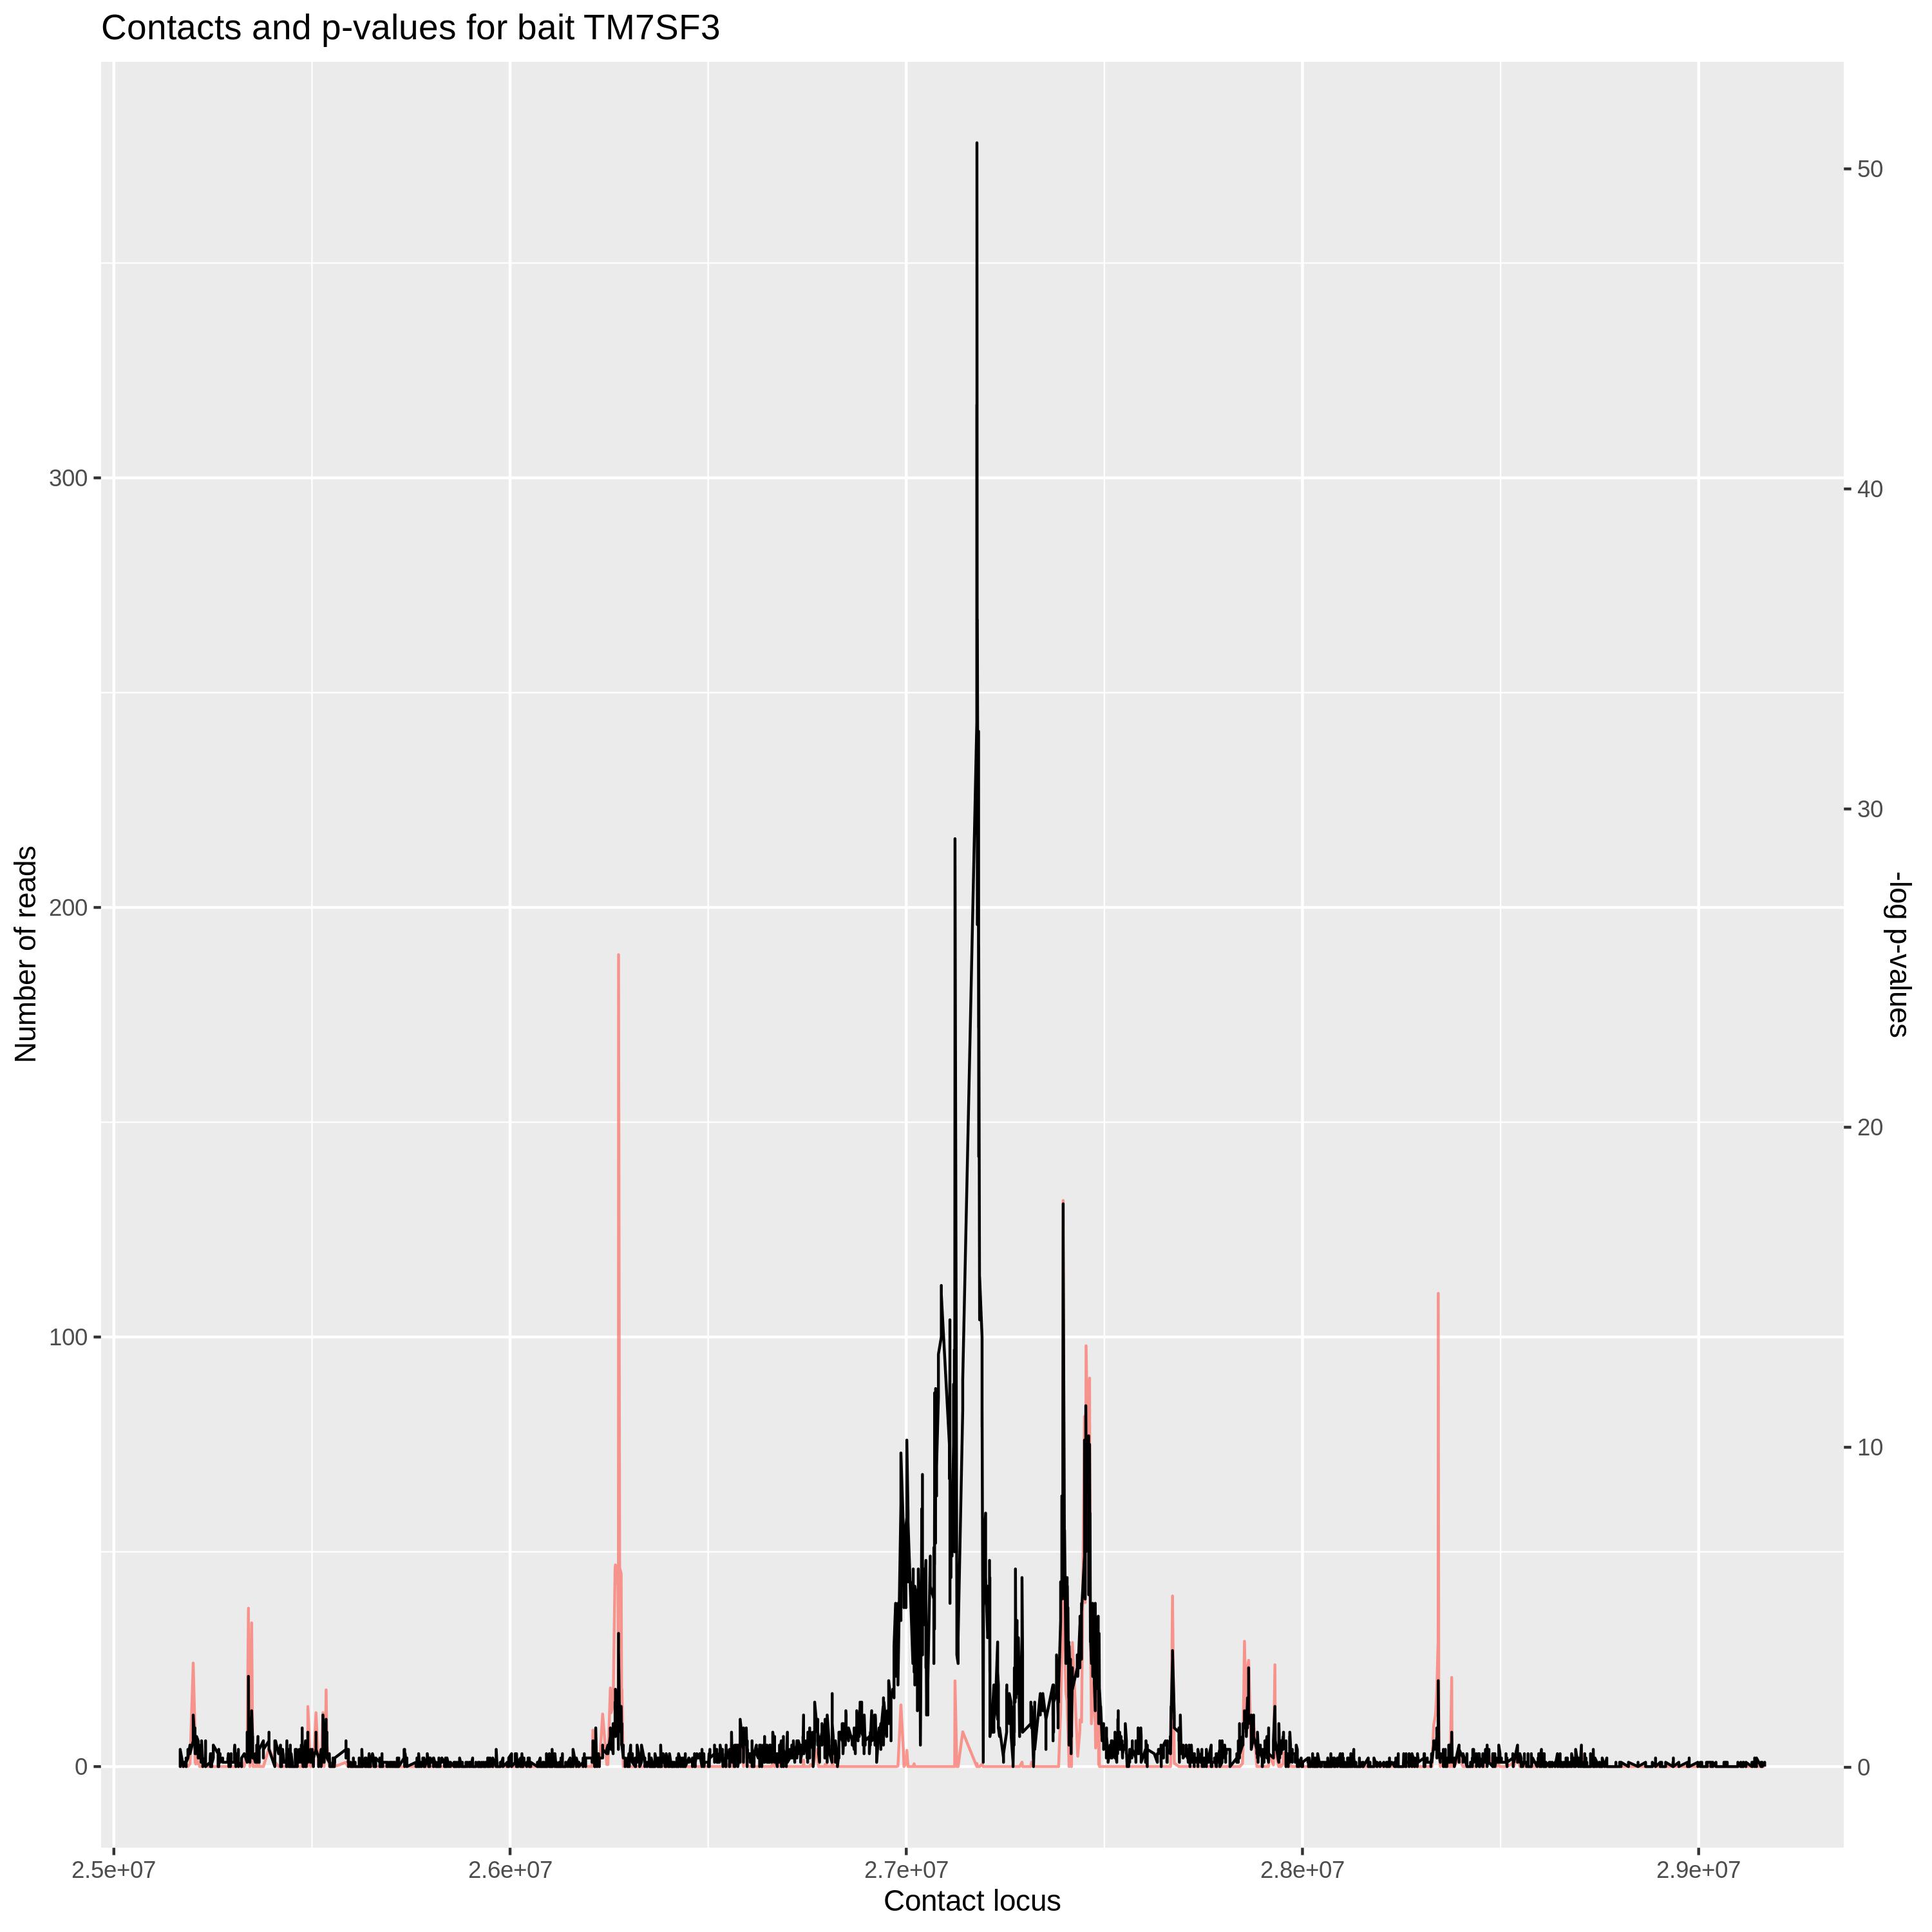 Contacts and p-values for bait TM7SF3
Number of reads
300
200
100
0
50
40
30
20
10
0
-log p-values
2.5e+07 2.6e+07 2.7e+07 2.8e+07 2.9e+07
Contact locus